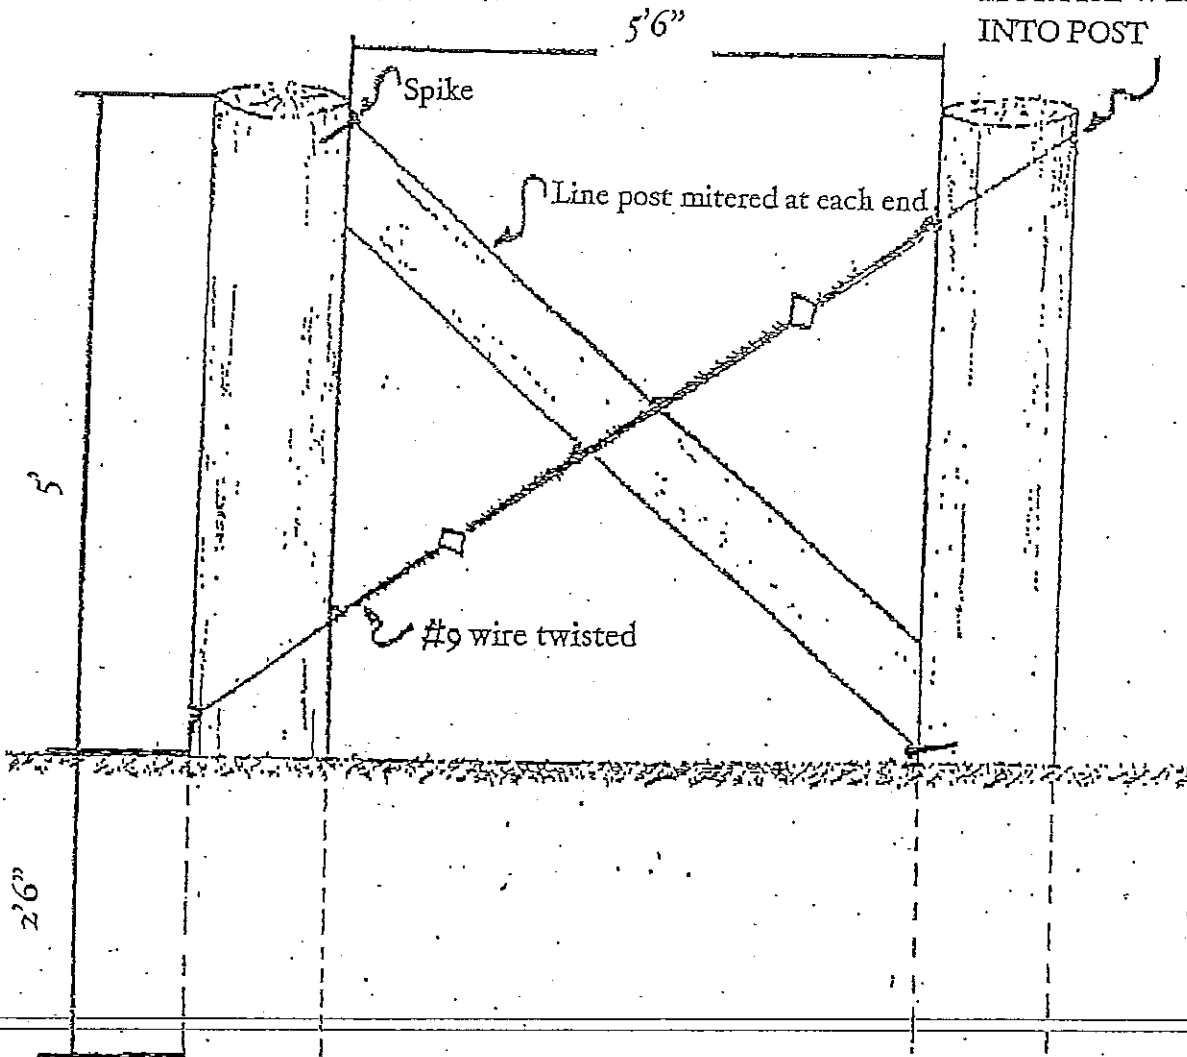 5'6"
INTO POST
Spike
Line post mitered at each end
5'
#9 wire twisted
2'6"